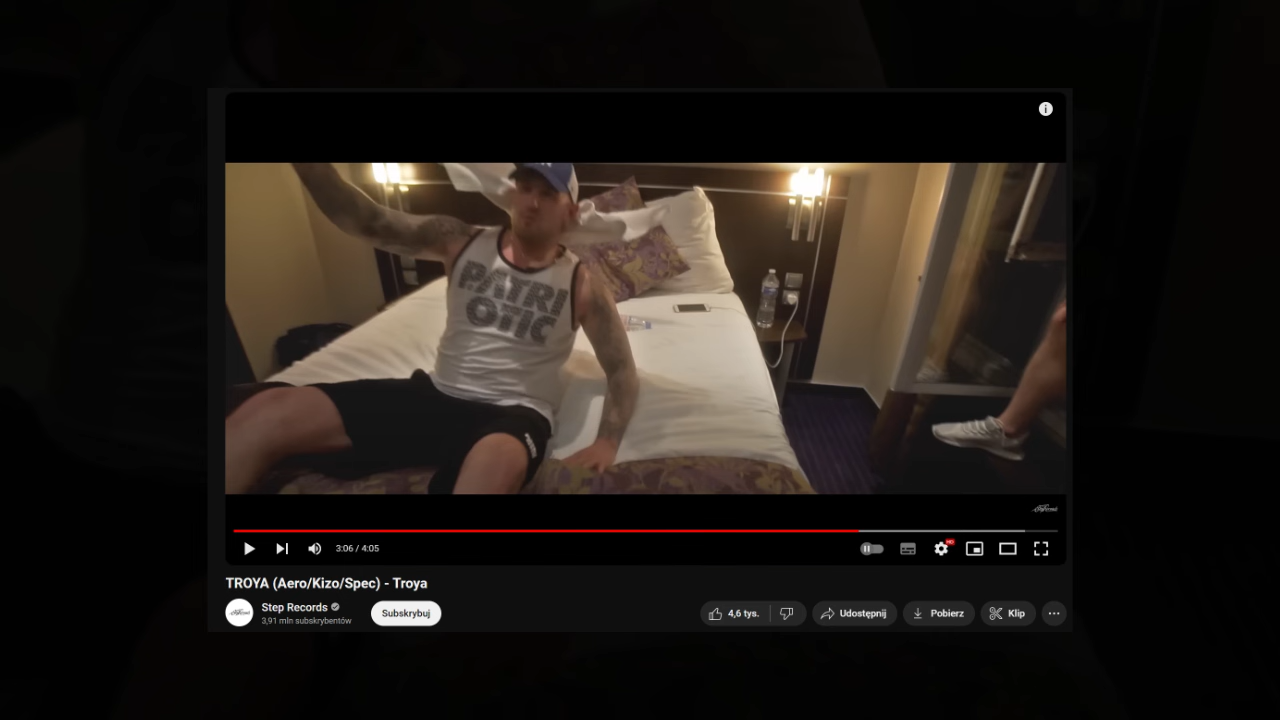 PATRI
OTIC
3:06 / 4:05
HD
TROYA (Aero/Kizo/Spec) - Troya
Step Records
3,91 mln subskrybentów
Subskrybuj
4,6 tys.
Udostępnij
Pobierz
Klip